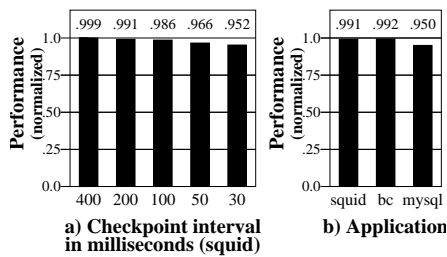 .999 .991 .986 .966 .952
1.0
.75
.50
.25
0.0
Performance
(normalized)
400 200 100 50 30
a) Checkpoint interval
in milliseconds (squid)
.991 .992 .950
1.0
.75
.50
.25
0.0
Performance
(normalized)
squid bc mysql
b) Application